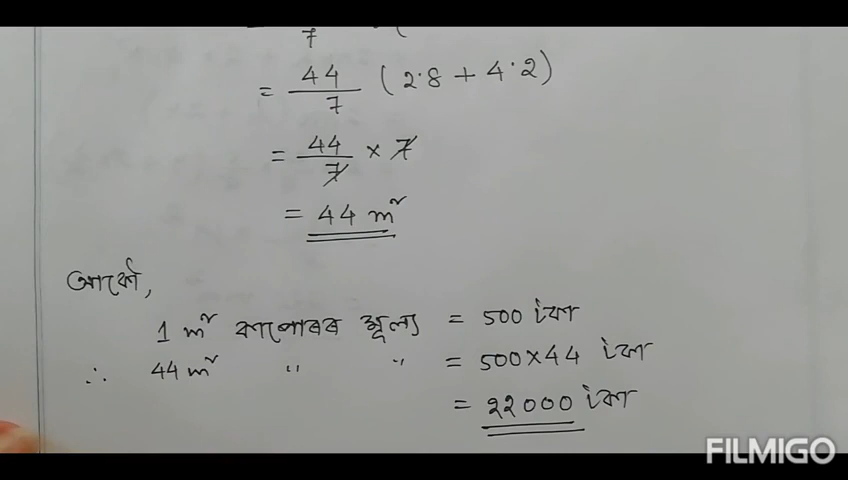 7
= 44/7 (2·8 + 4·2)
= 44/7 × 7
= 44 m²
আকৌ,
1 m² কাপোৰৰ মূল্য = 500 টকা
∴ 44 m² " " = 500×44 টকা
= 22000 টকা
FILMIGO